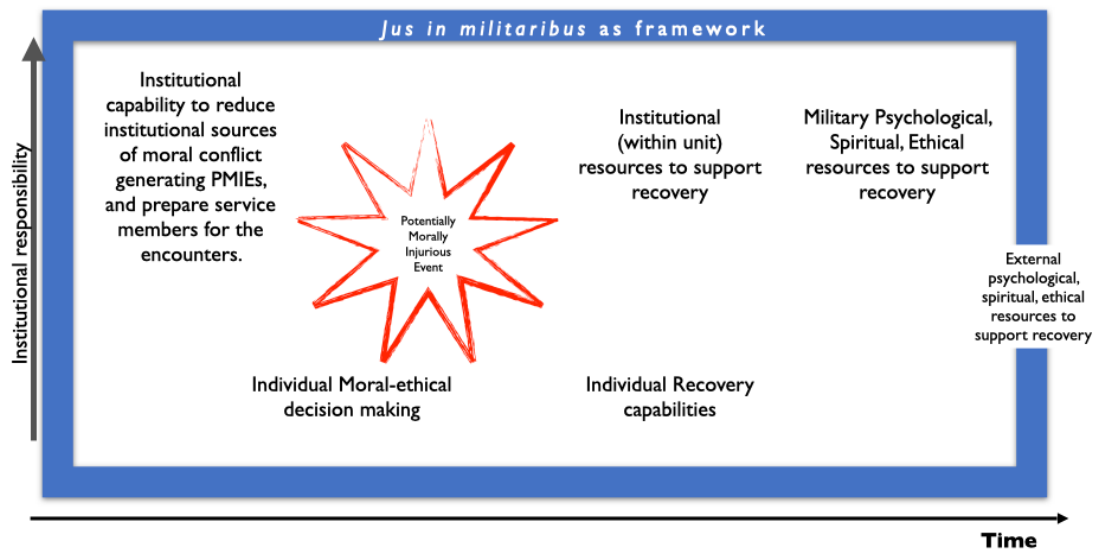 Jus in militaribus as framework
Institutional responsibility
Institutional
capability to reduce
institutional sources
of moral conflict
generating PMIEs,
and prepare service
members for the
encounters.
Potentially
Morally
Injurious
Event
Institutional
(within unit)
resources to support
recovery
Military Psychological,
Spiritual, Ethical
resources to support
recovery
External
psychological,
spiritual, ethical
resources to
support recovery
Individual Moral-ethical
decision making
Individual Recovery
capabilities
Time